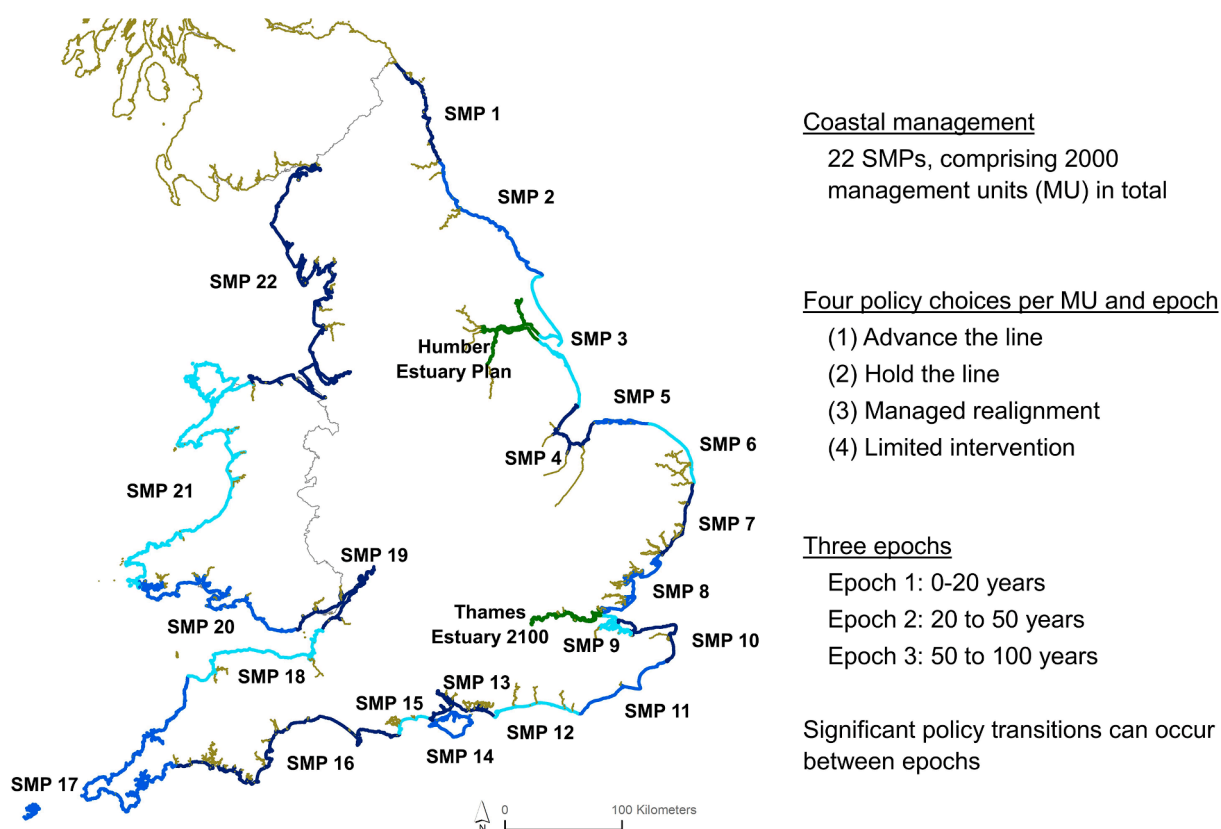 SMP 1
SMP 2
SMP 22
Humber
Estuary Plan
SMP 3
SMP 5
SMP 4
SMP 6
SMP 21
SMP 7
SMP 19
SMP 8
SMP 20
Thames
Estuary 2100
SMP 9
SMP 10
SMP 18
SMP 13
SMP 15
SMP 11
SMP 12
SMP 14
SMP 16
SMP 17
N
0
100 Kilometers
Coastal management
22 SMPs, comprising 2000
management units (MU) in total
Four policy choices per MU and epoch
(1) Advance the line
(2) Hold the line
(3) Managed realignment
(4) Limited intervention
Three epochs
Epoch 1: 0-20 years
Epoch 2: 20 to 50 years
Epoch 3: 50 to 100 years
Significant policy transitions can occur
between epochs